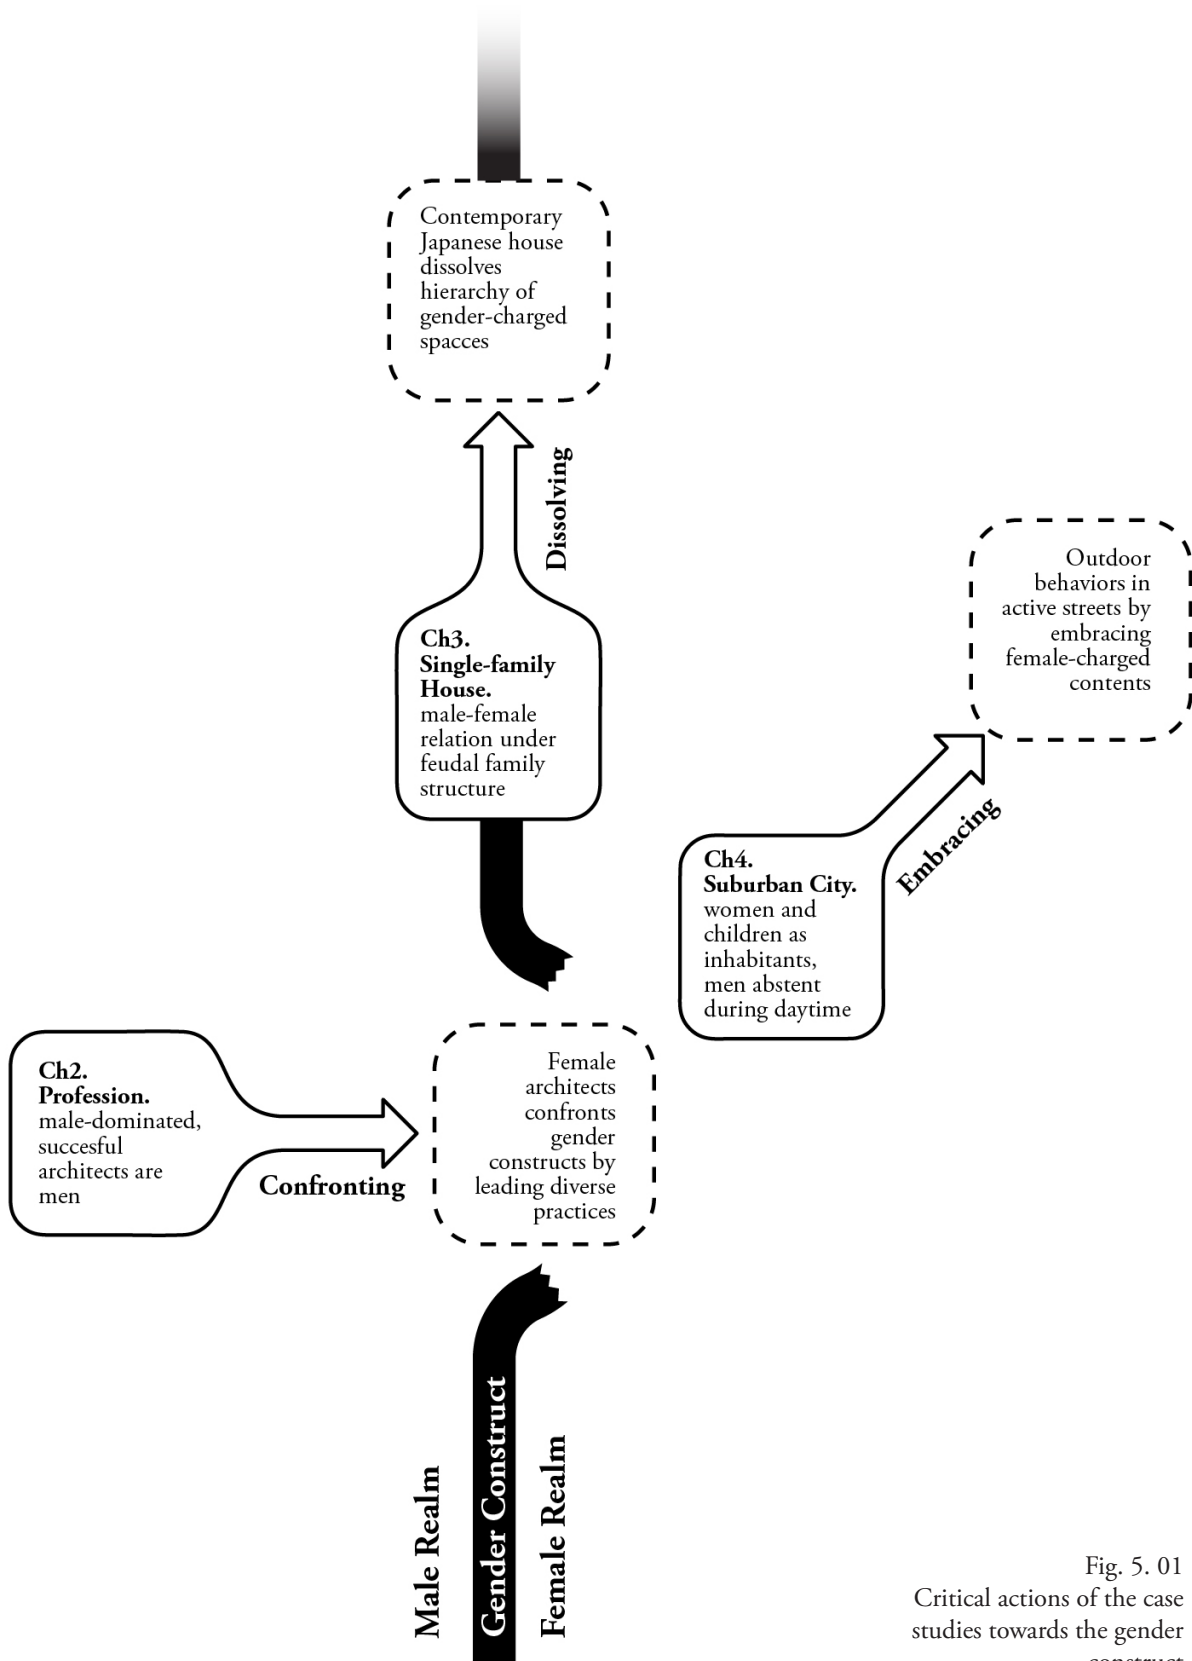 Contemporary
Japanese house
dissolves
hierarchy of
gender-charged
spacces
Dissolving
Ch3.
Single-family
House.
male-female
relation under
feudal family
structure
Outdoor
behaviors in
active streets by
embracing
female-charged
contents
Embracing
Ch4.
Suburban City.
women and
children as
inhabitants,
men abstent
during daytime
Ch2.
Profession.
male-dominated,
succesful
architects are
men
Confronting
Female
architects
confronts
gender
constructs by
leading diverse
practices
Male Realm
Gender Construct
Female Realm
Fig. 5. 01
Critical actions of the case
studies towards the gender
construct